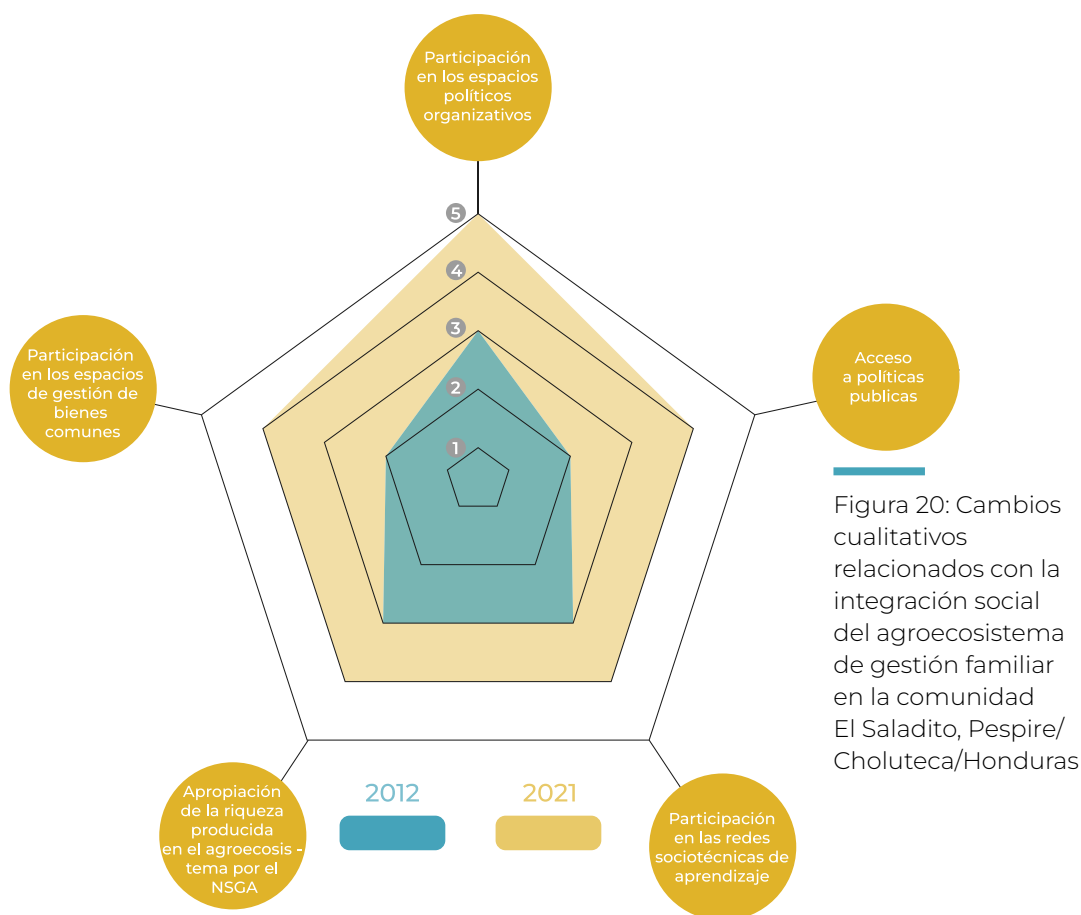 Participación
en los espacios
políticos
organizativos
5
4
3
2
1
Participación
en los espacios
de gestión de
bienes
comunes
Acceso
a políticas
publicas
Figura 20: Cambios
cualitativos
relacionados con la
integración social
del agroecosistema
de gestión familiar
en la comunidad
El Saladito, Pespire/
Choluteca/Honduras
Apropiación
de la riqueza
producida
en el agroecosis -
tema por el
NSGA
2012
2021
Participación
en las redes
sociotécnicas de
aprendizaje